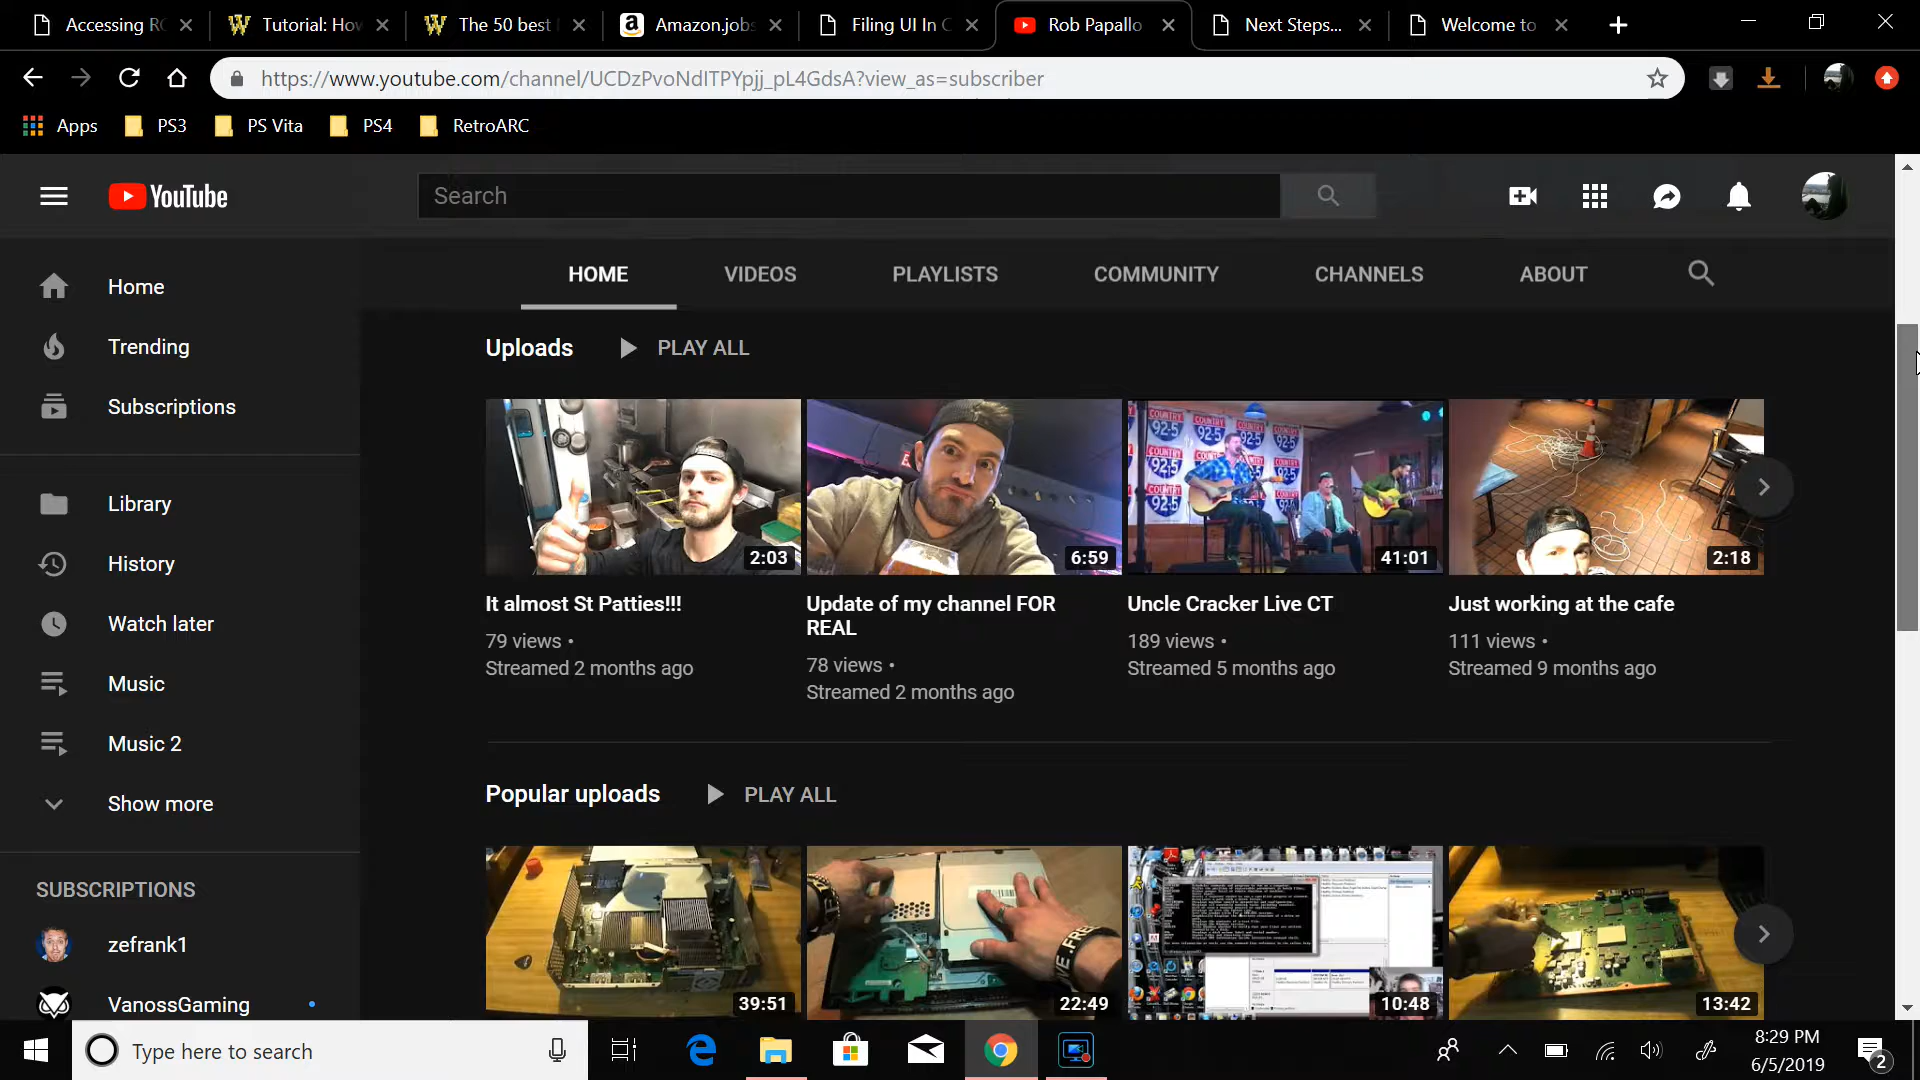 Accessing RO
Tutorial: How
The 50 best
Amazon.jobs
Filing UI In C
Rob Papallo
Next Steps...
Welcome to
https://www.youtube.com/channel/UCDzPvoNdITPYpjj_pL4GdsA?view_as=subscriber
Apps PS3 PS Vita PS4 RetroARC
YouTube
Search
HOME VIDEOS PLAYLISTS COMMUNITY CHANNELS ABOUT
Home
Trending
Subscriptions
Library
History
Watch later
Music
Music 2
Show more
SUBSCRIPTIONS
zefrank1
VanossGaming
Uploads PLAY ALL
2:03
6:59
COUNTRY 92.5
41:01
2:18
It almost St Patties!!!
79 views •
Streamed 2 months ago
Update of my channel FOR
REAL
78 views •
Streamed 2 months ago
Uncle Cracker Live CT
189 views •
Streamed 5 months ago
Just working at the cafe
111 views •
Streamed 9 months ago
Popular uploads PLAY ALL
39:51
22:49
10:48
13:42
Type here to search
8:29 PM
6/5/2019
2